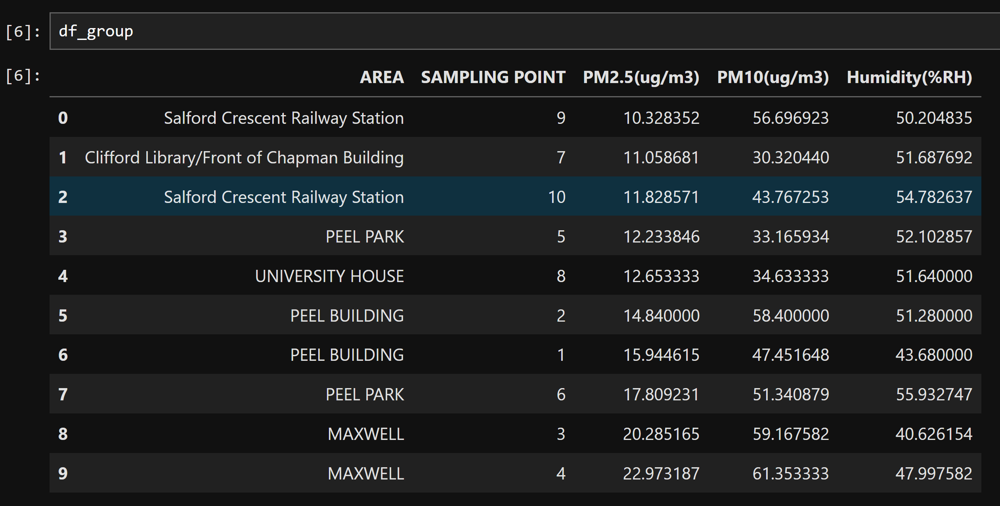 [6]: df_group
[6]: AREA SAMPLING POINT PM2.5(ug/m3) PM10(ug/m3) Humidity(%RH)
0 Salford Crescent Railway Station 9 10.328352 56.696923 50.204835
1 Clifford Library/Front of Chapman Building 7 11.058681 30.320440 51.687692
2 Salford Crescent Railway Station 10 11.828571 43.767253 54.782637
3 PEEL PARK 5 12.233846 33.165934 52.102857
4 UNIVERSITY HOUSE 8 12.653333 34.633333 51.640000
5 PEEL BUILDING 2 14.840000 58.400000 51.280000
6 PEEL BUILDING 1 15.944615 47.451648 43.680000
7 PEEL PARK 6 17.809231 51.340879 55.932747
8 MAXWELL 3 20.285165 59.167582 40.626154
9 MAXWELL 4 22.973187 61.353333 47.997582